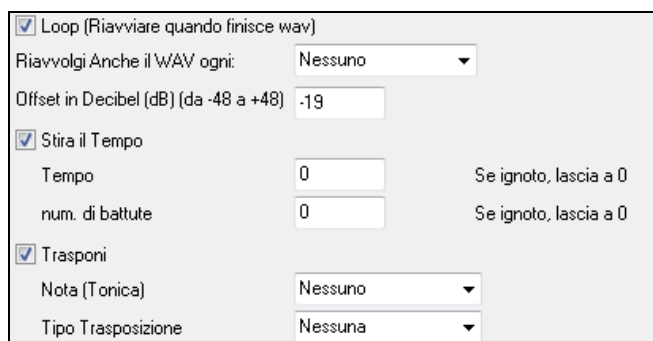 Loop (Riavviare quando finisce wav)
Riavvolgi Anche il WAV ogni: Nessuno
Offset in Decibel (dB) (da -48 a +48) -19
Stira il Tempo
Tempo 0 Se ignoto, lascia a 0
num. di battute 0 Se ignoto, lascia a 0
Trasponi
Nota (Tonica) Nessuno
Tipo Trasposizione Nessuna